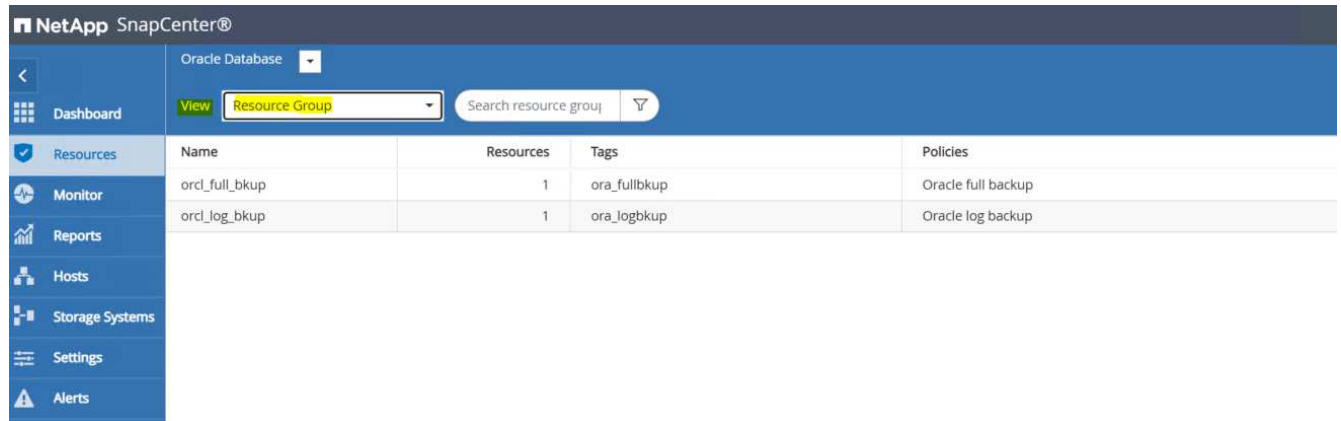 NetApp SnapCenter®
Oracle Database
View Resource Group Search resource group
Dashboard
Resources
Monitor
Reports
Hosts
Storage Systems
Settings
Alerts
Name Resources Tags Policies
orcl_full_bkup 1 ora_fullbkup Oracle full backup
orcl_log_bkup 1 ora_logbkup Oracle log backup